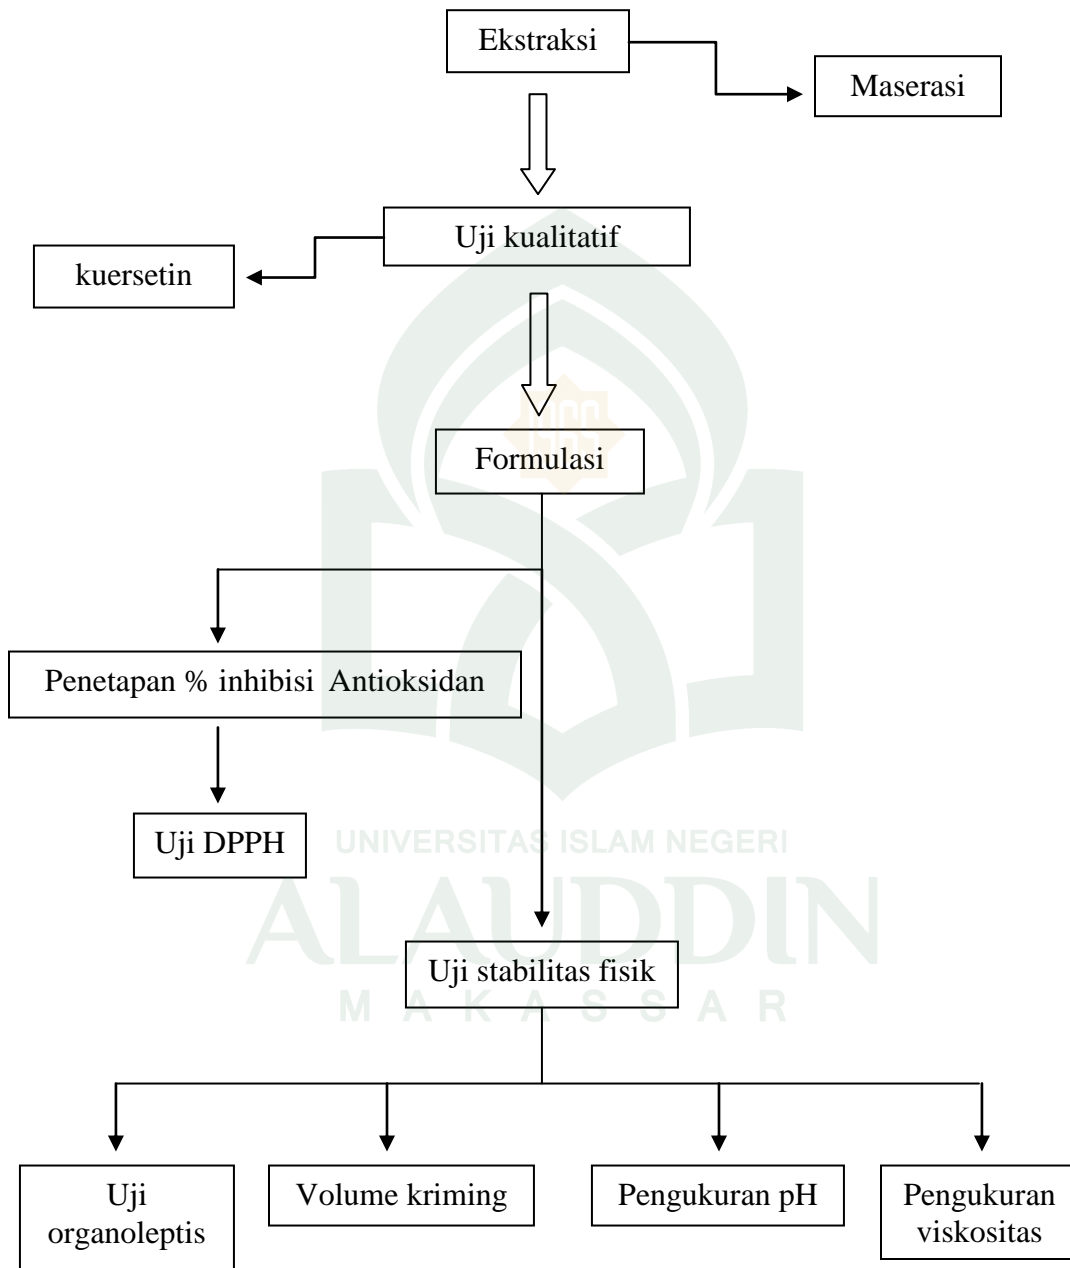 Ekstraksi
Maserasi
Uji kualitatif
kuersetin
Formulasi
Penetapan % inhibisi Antioksidan
Uji DPPH
UNIVERSITAS ISLAM NEGERI
ALAUDDIN
Uji stabilitas fisik
MAKASSAR
Uji
organoleptis
Volume kriming
Pengukuran pH
Pengukuran
viskositas